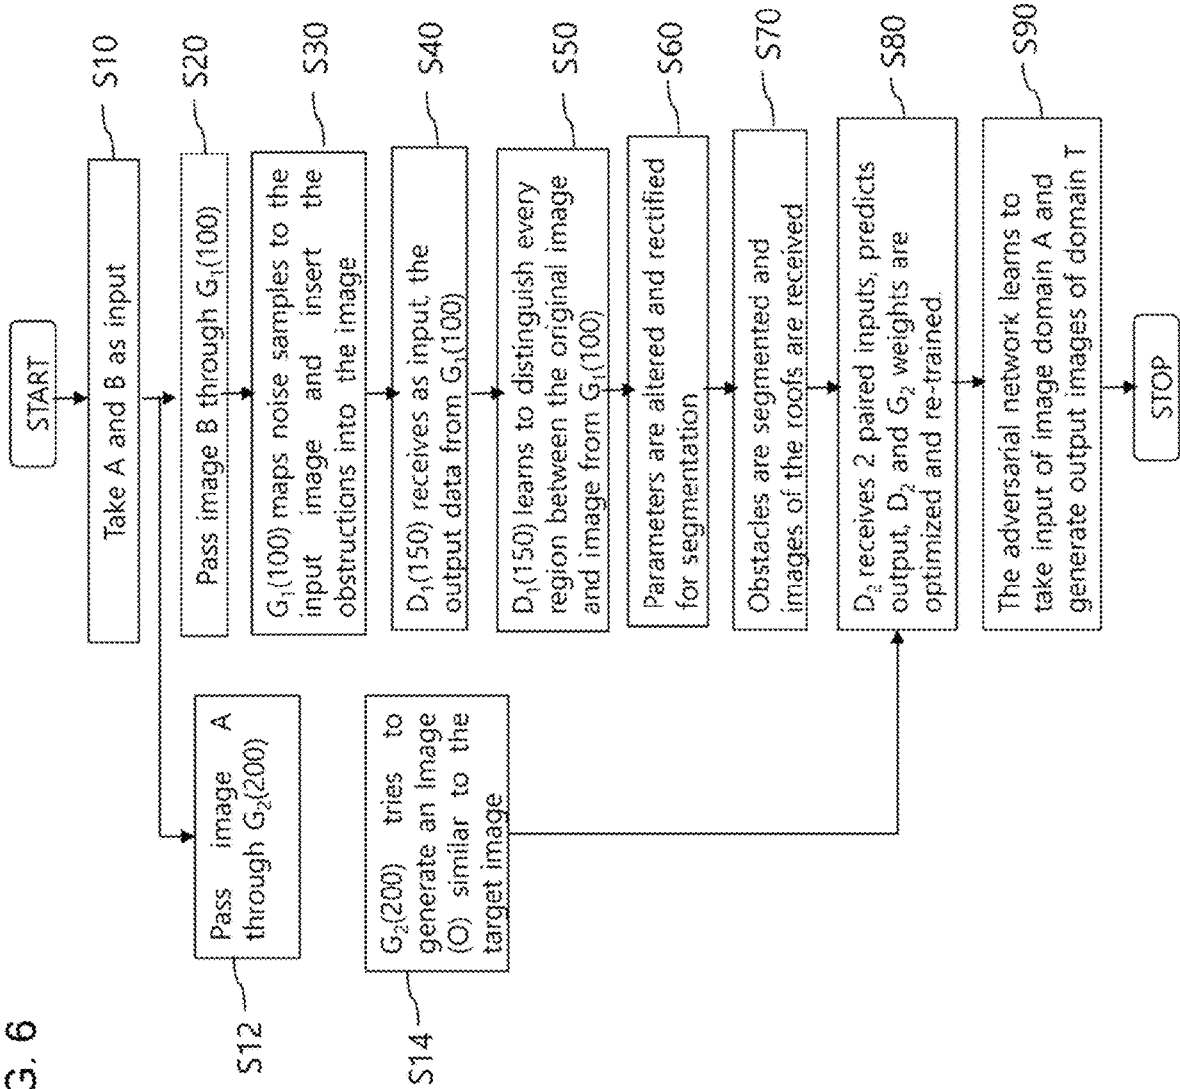 G. 6
START
Take A and B as input
S10
Pass image B through G₁(100)
S20
G₁(100) maps noise samples to the
input image and insert the
obstructions into the image
S30
D₁(150) receives as input, the
output data from G₁(100)
S40
D₁(150) learns to distinguish every
region between the original image
and image from G₁(100)
S50
Parameters are altered and rectified
for segmentation
S60
Obstacles are segmented and
images of the roofs are received
S70
D₂ receives 2 paired inputs, predicts
output, D₂ and G₂ weights are
optimized and re-trained.
S80
The adversarial network learns to
take input of image domain A and
generate output images of domain T
S90
STOP
Pass image A
through G₂(200)
S12
G₂(200) tries to
generate an Image
(O) similar to the
target image
S14